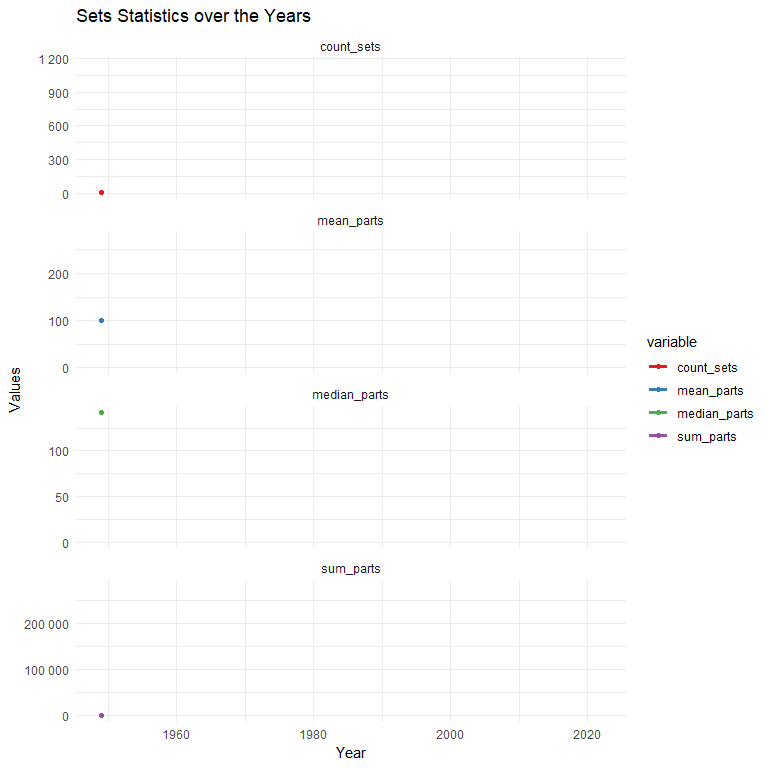 Sets Statistics over the Years
count_sets
1 200
900
600
300
0
mean_parts
200
100
0
median_parts
100
50
0
sum_parts
200 000
100 000
0
1960
1980
2000
2020
Year
Values
variable
count_sets
mean_parts
median_parts
sum_parts